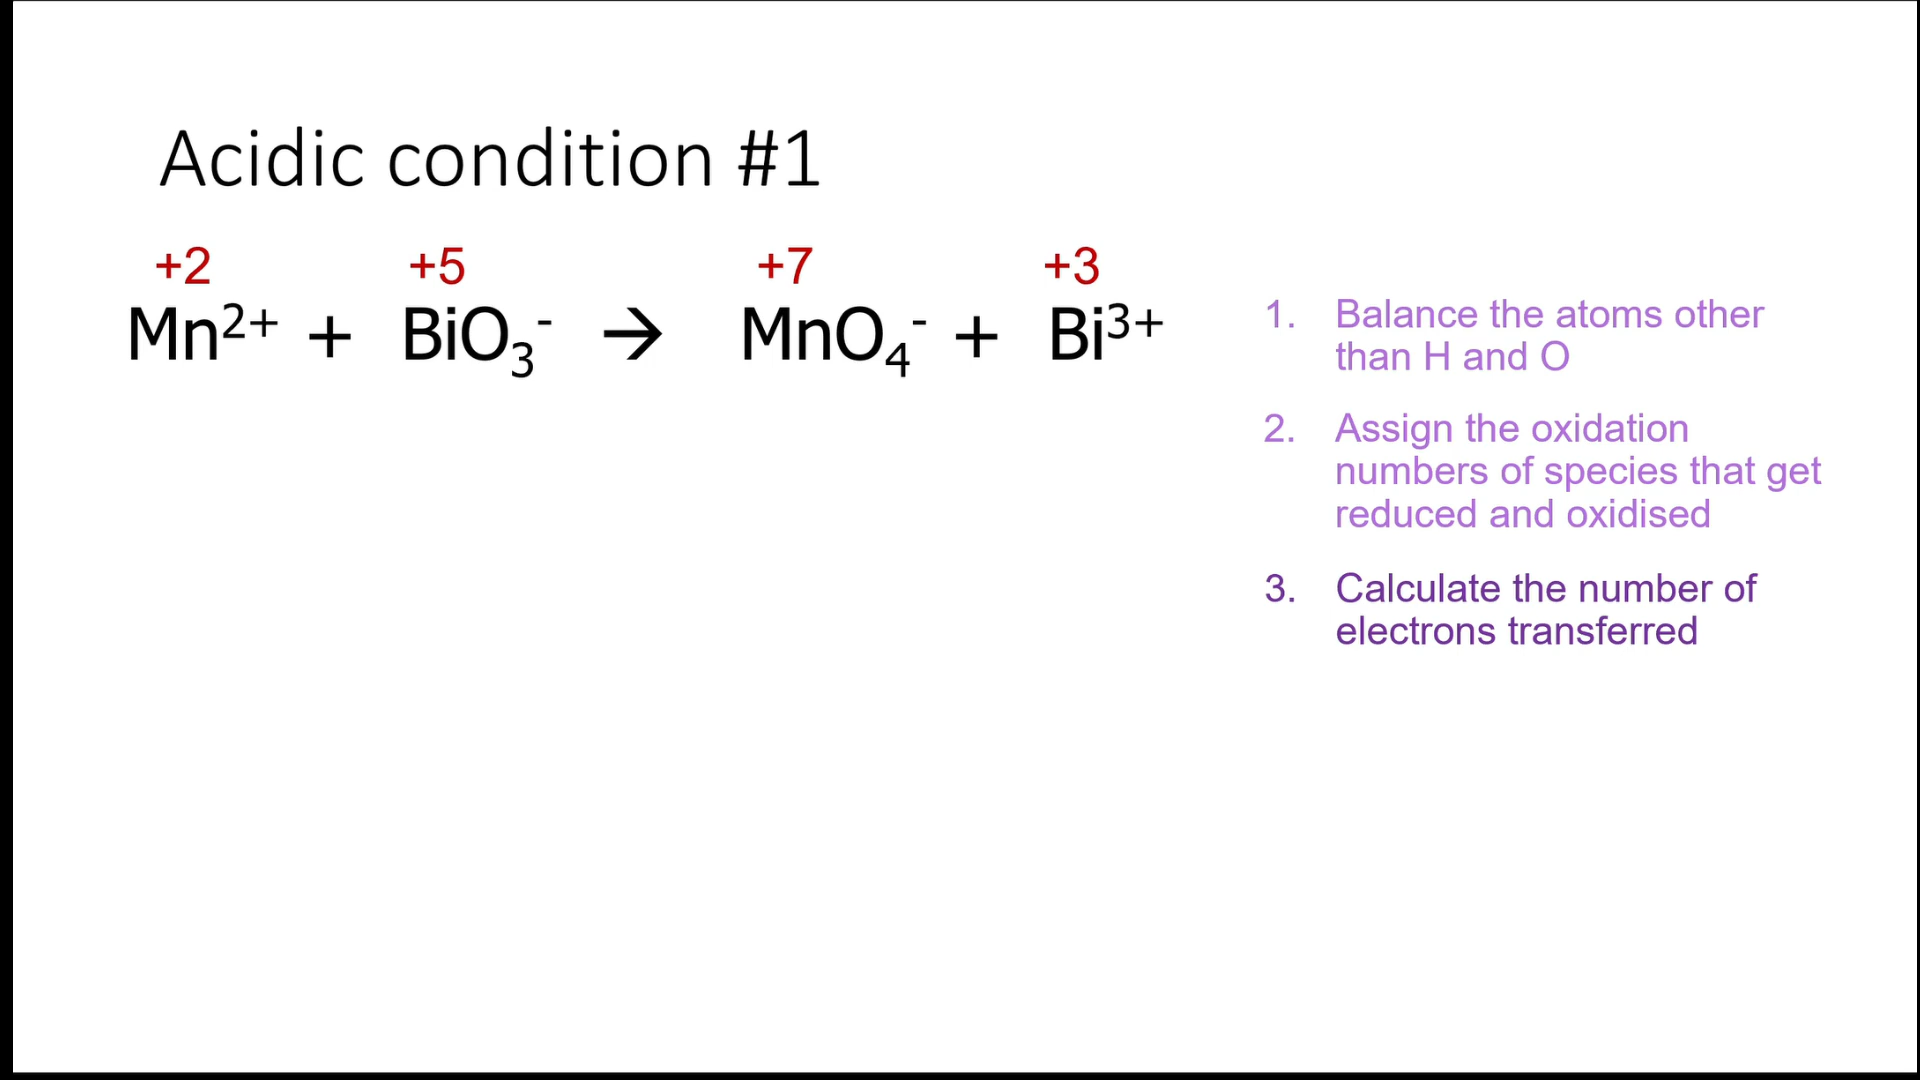 Acidic condition #1
+2 +5 +7 +3
Mn²⁺ + BiO₃⁻ → MnO₄⁻ + Bi³⁺
1. Balance the atoms other
than H and O
2. Assign the oxidation
numbers of species that get
reduced and oxidised
3. Calculate the number of
electrons transferred